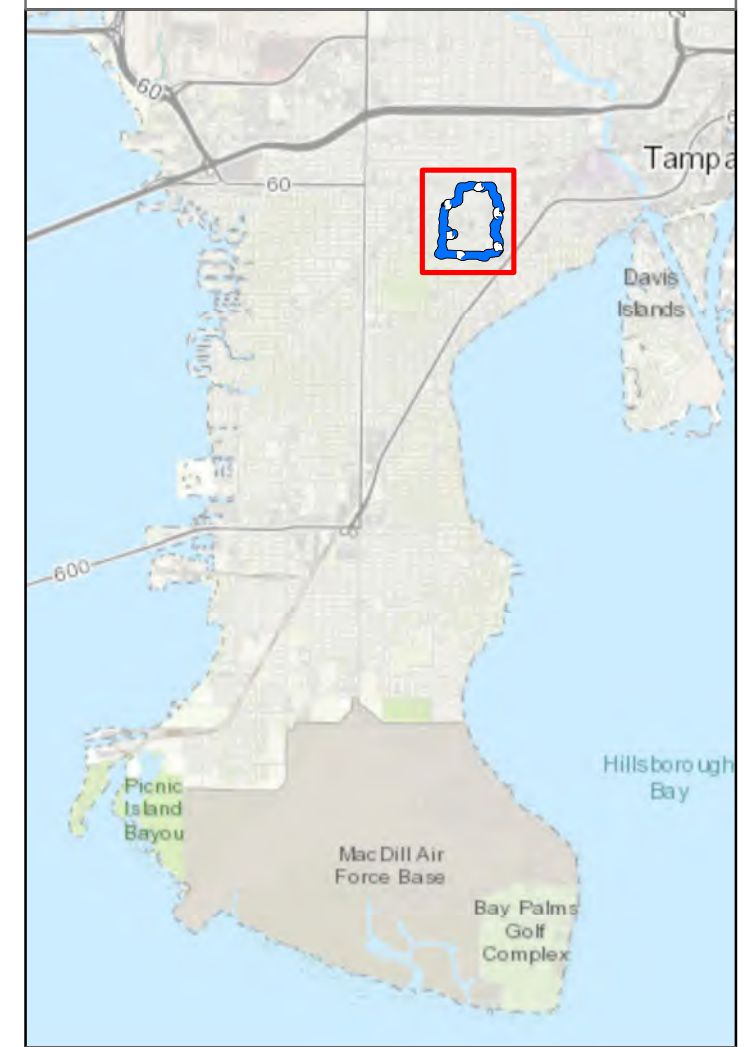 60
Tampa
60
Davis
Islands
600
Hillsborough
Bay
Picnic
Island
Bayou
MacDill Air
Force Base
Bay Palms
Golf
Complex